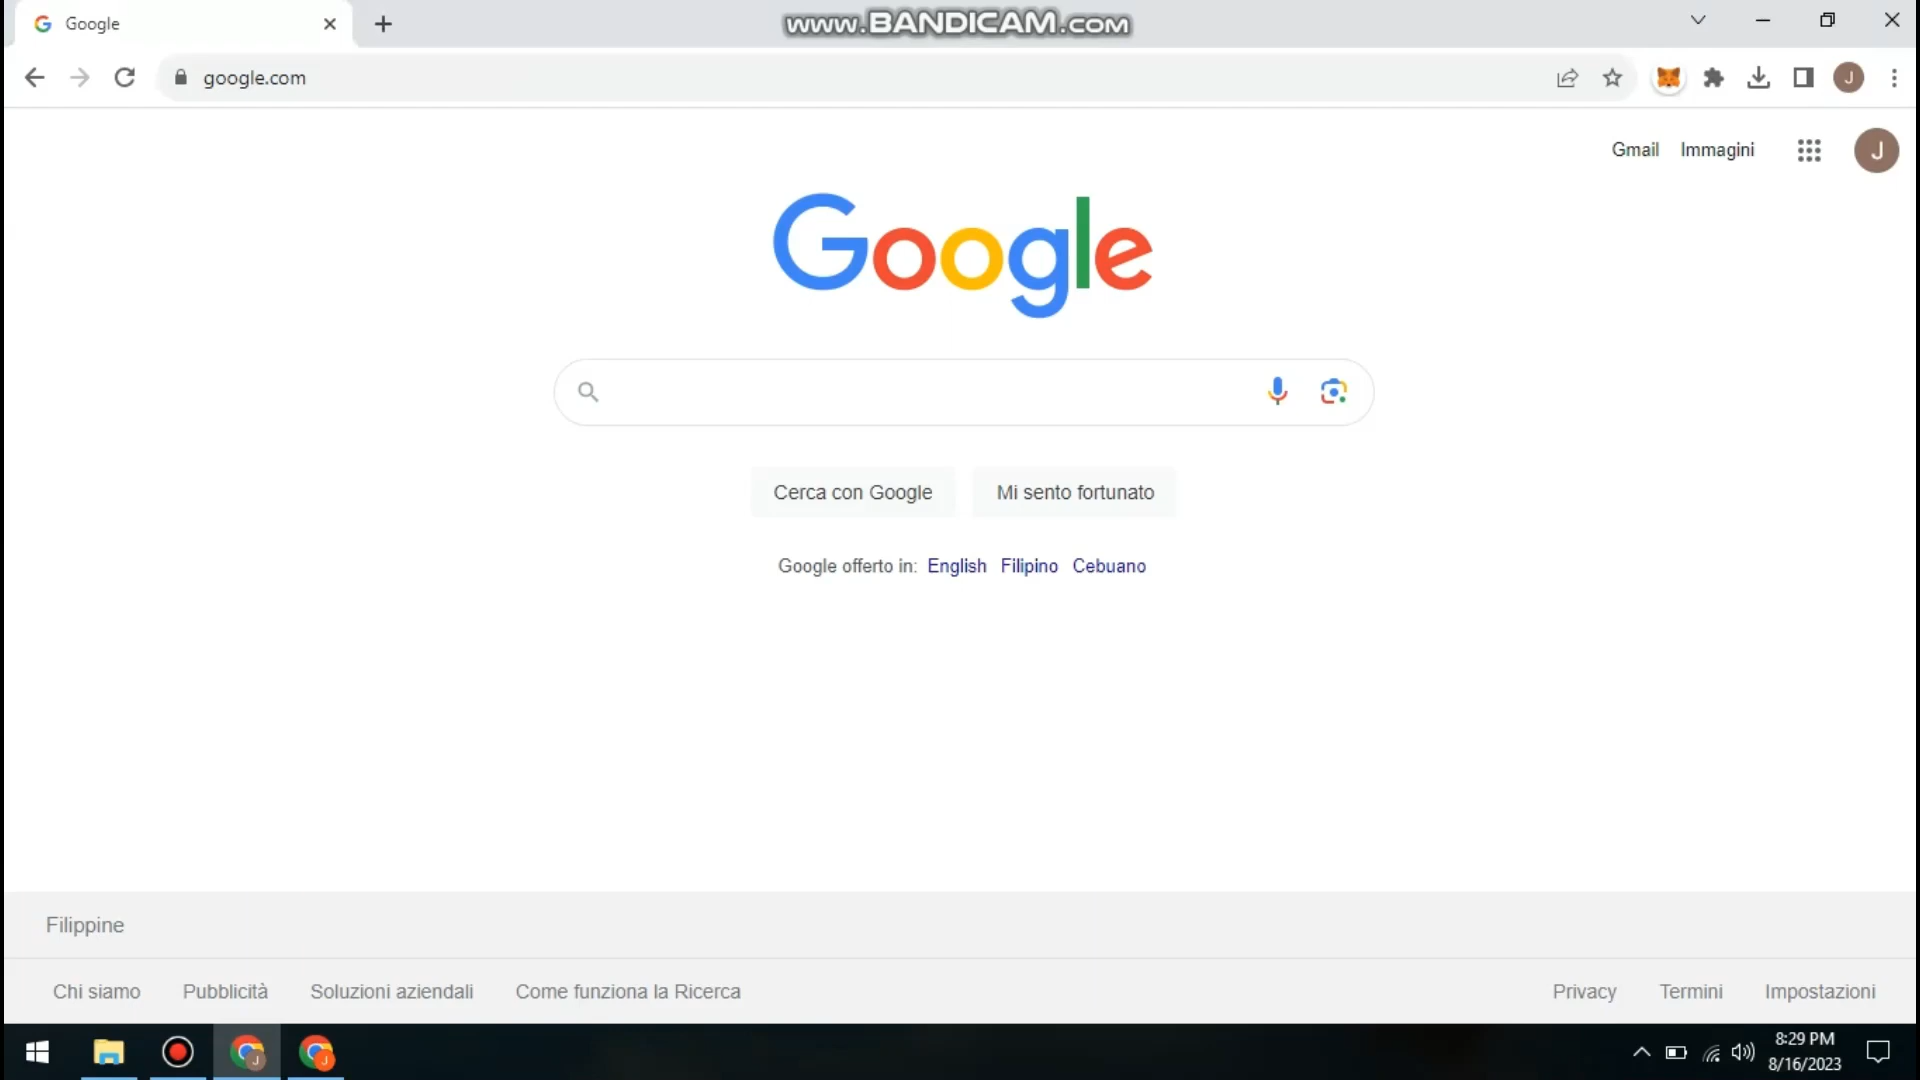 Google
www.BANDICAM.com
google.com
J
Gmail Immagini
J
Google
Cerca con Google Mi sento fortunato
Google offerto in: English Filipino Cebuano
Filippine
Chi siamo Pubblicità Soluzioni aziendali Come funziona la Ricerca Privacy Termini Impostazioni
J J
8:29 PM
8/16/2023